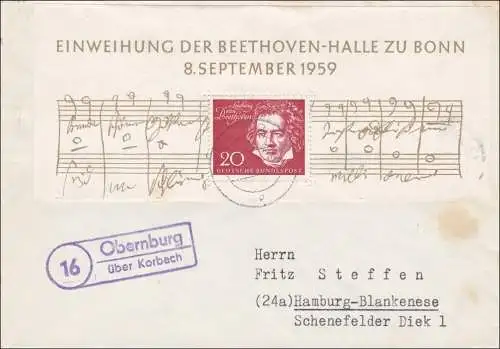 EINWEIHUNG DER BEETHOVEN-HALLE ZU BONN
8.SEPTEMBER 1959
Ludwig
van
Beethoven
20
DEUTSCHE BUNDESPOST
16
Obernburg
über Korbach
Herrn
Fritz Steffen
(24a)Hamburg-Blankenese
Schenefelder Diek 1